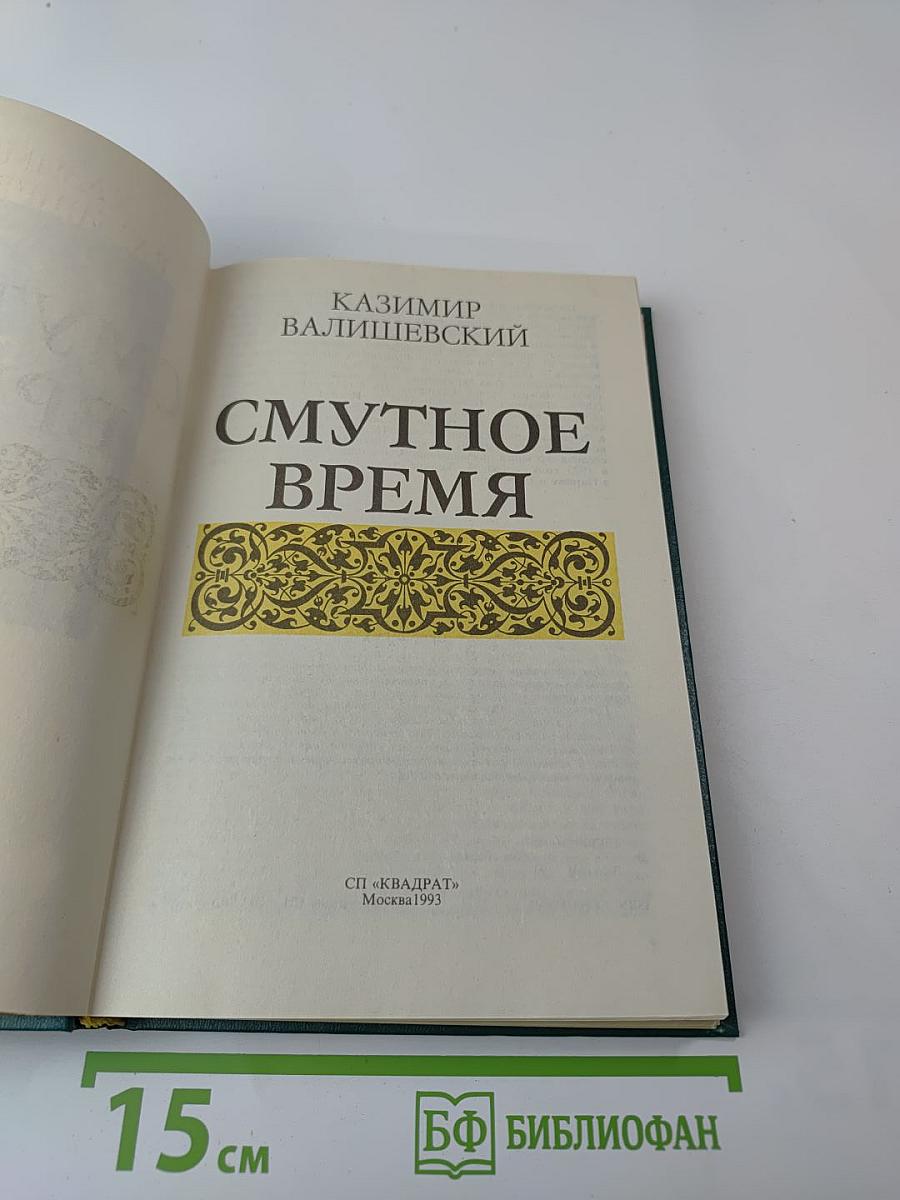 КАЗИМИР
ВАЛИШЕВСКИЙ
СМУТНОЕ
ВРЕМЯ
СП «КВАДРАТ»
Москва1993
15 см
БФ БИБЛИОФАН